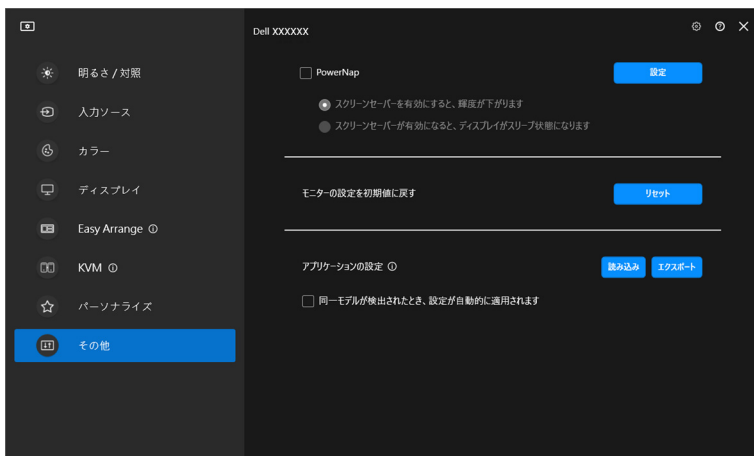 Dell XXXXXX
明るさ / 対照
入力ソース
カラー
ディスプレイ
Easy Arrange
KVM
パーソナライズ
その他
PowerNap
設定
スクリーンセーバーを有効にすると、輝度が下がります
スクリーンセーバーが有効になると、ディスプレイがスリープ状態になります
モニターの設定を初期値に戻す
リセット
アプリケーションの設定
読み込み
エクスポート
同一モデルが検出されたとき、設定が自動的に適用されます